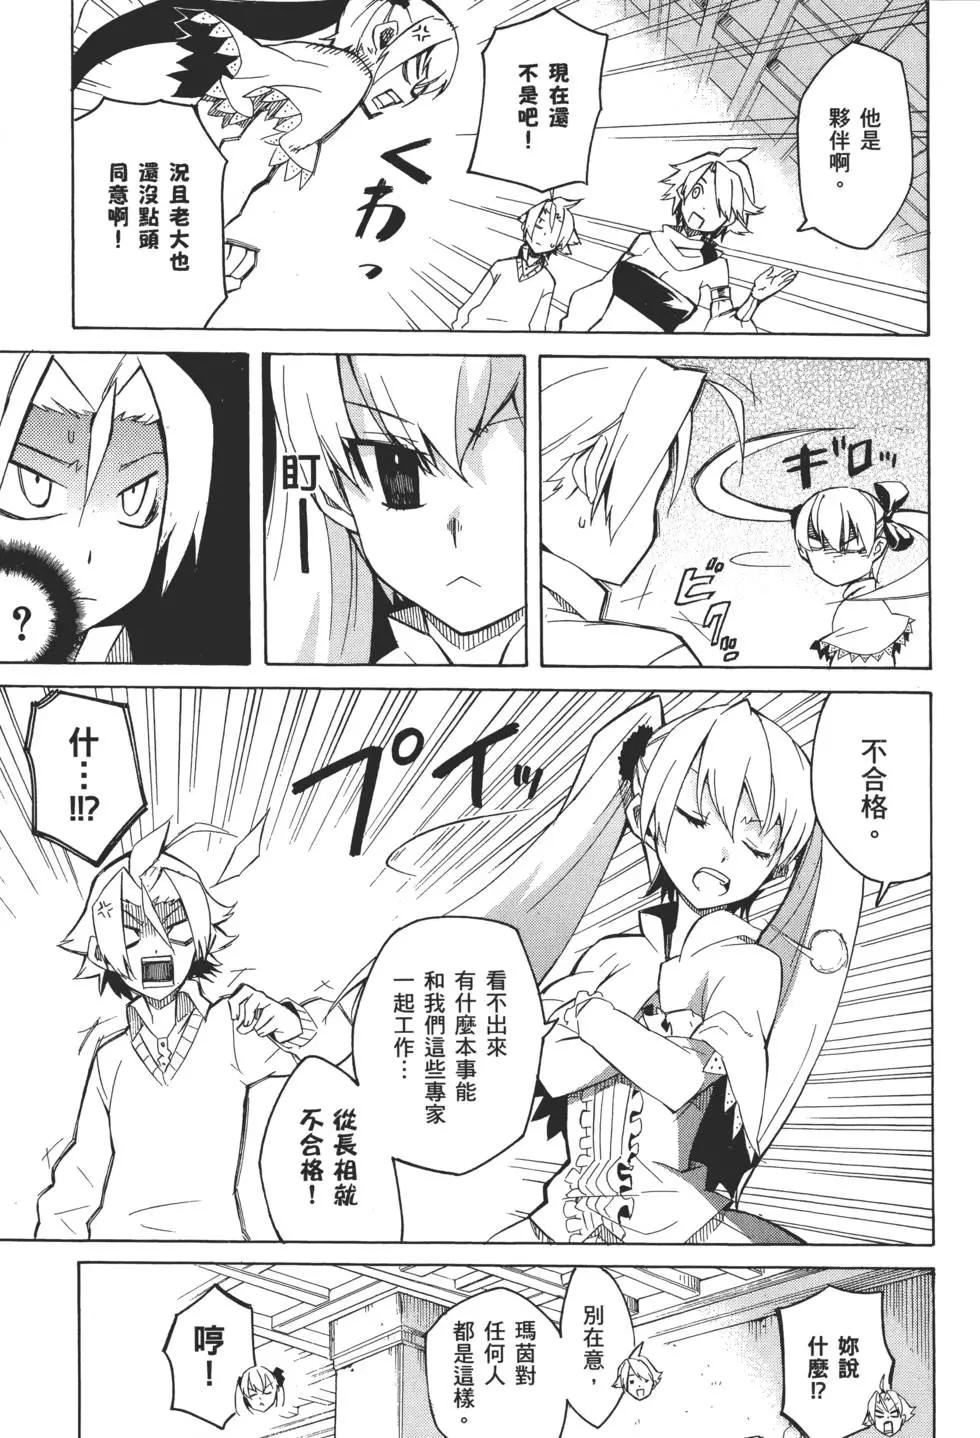 他是
夥伴啊。
現在還
不是吧！
くわっ
況且老大也
還沒點頭
同意啊！
ギロッ
ビクッ
盯—
?
不合格。
プイッ
看不出來
有什麼本事能
和我們這些專家
一起工作…
從長相就
不合格！
什…
!!?
妳說
什麼!?
別在意，
瑪茵對
任何人
都是這樣。
哼！